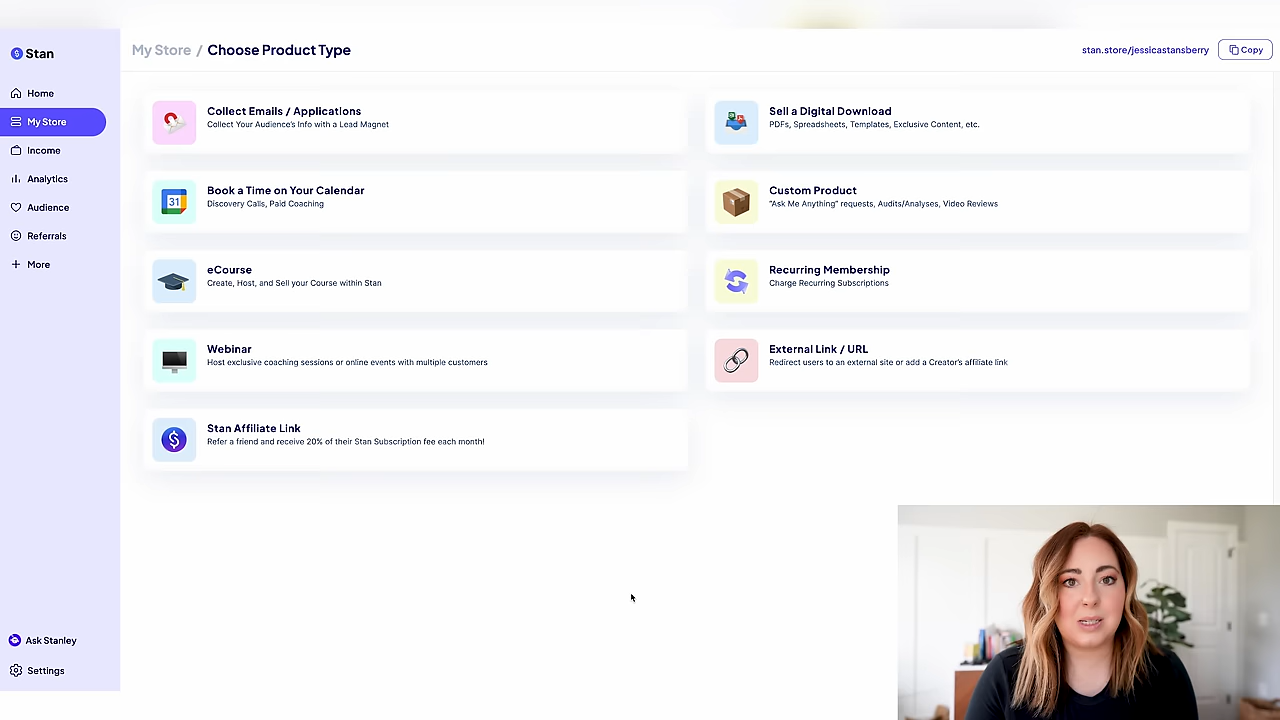 Stan
Home
My Store
Income
Analytics
Audience
Referrals
More
Ask Stanley
Settings
My Store / Choose Product Type
stan.store/jessicastansberry
Copy
Collect Emails / Applications
Collect Your Audience's Info with a Lead Magnet
Sell a Digital Download
PDFs, Spreadsheets, Templates, Exclusive Content, etc.
31
Book a Time on Your Calendar
Discovery Calls, Paid Coaching
Custom Product
"Ask Me Anything" requests, Audits/Analyses, Video Reviews
eCourse
Create, Host, and Sell your Course within Stan
Recurring Membership
Charge Recurring Subscriptions
Webinar
Host exclusive coaching sessions or online events with multiple customers
External Link / URL
Redirect users to an external site or add a Creator's affiliate link
Stan Affiliate Link
Refer a friend and receive 20% of their Stan Subscription fee each month!